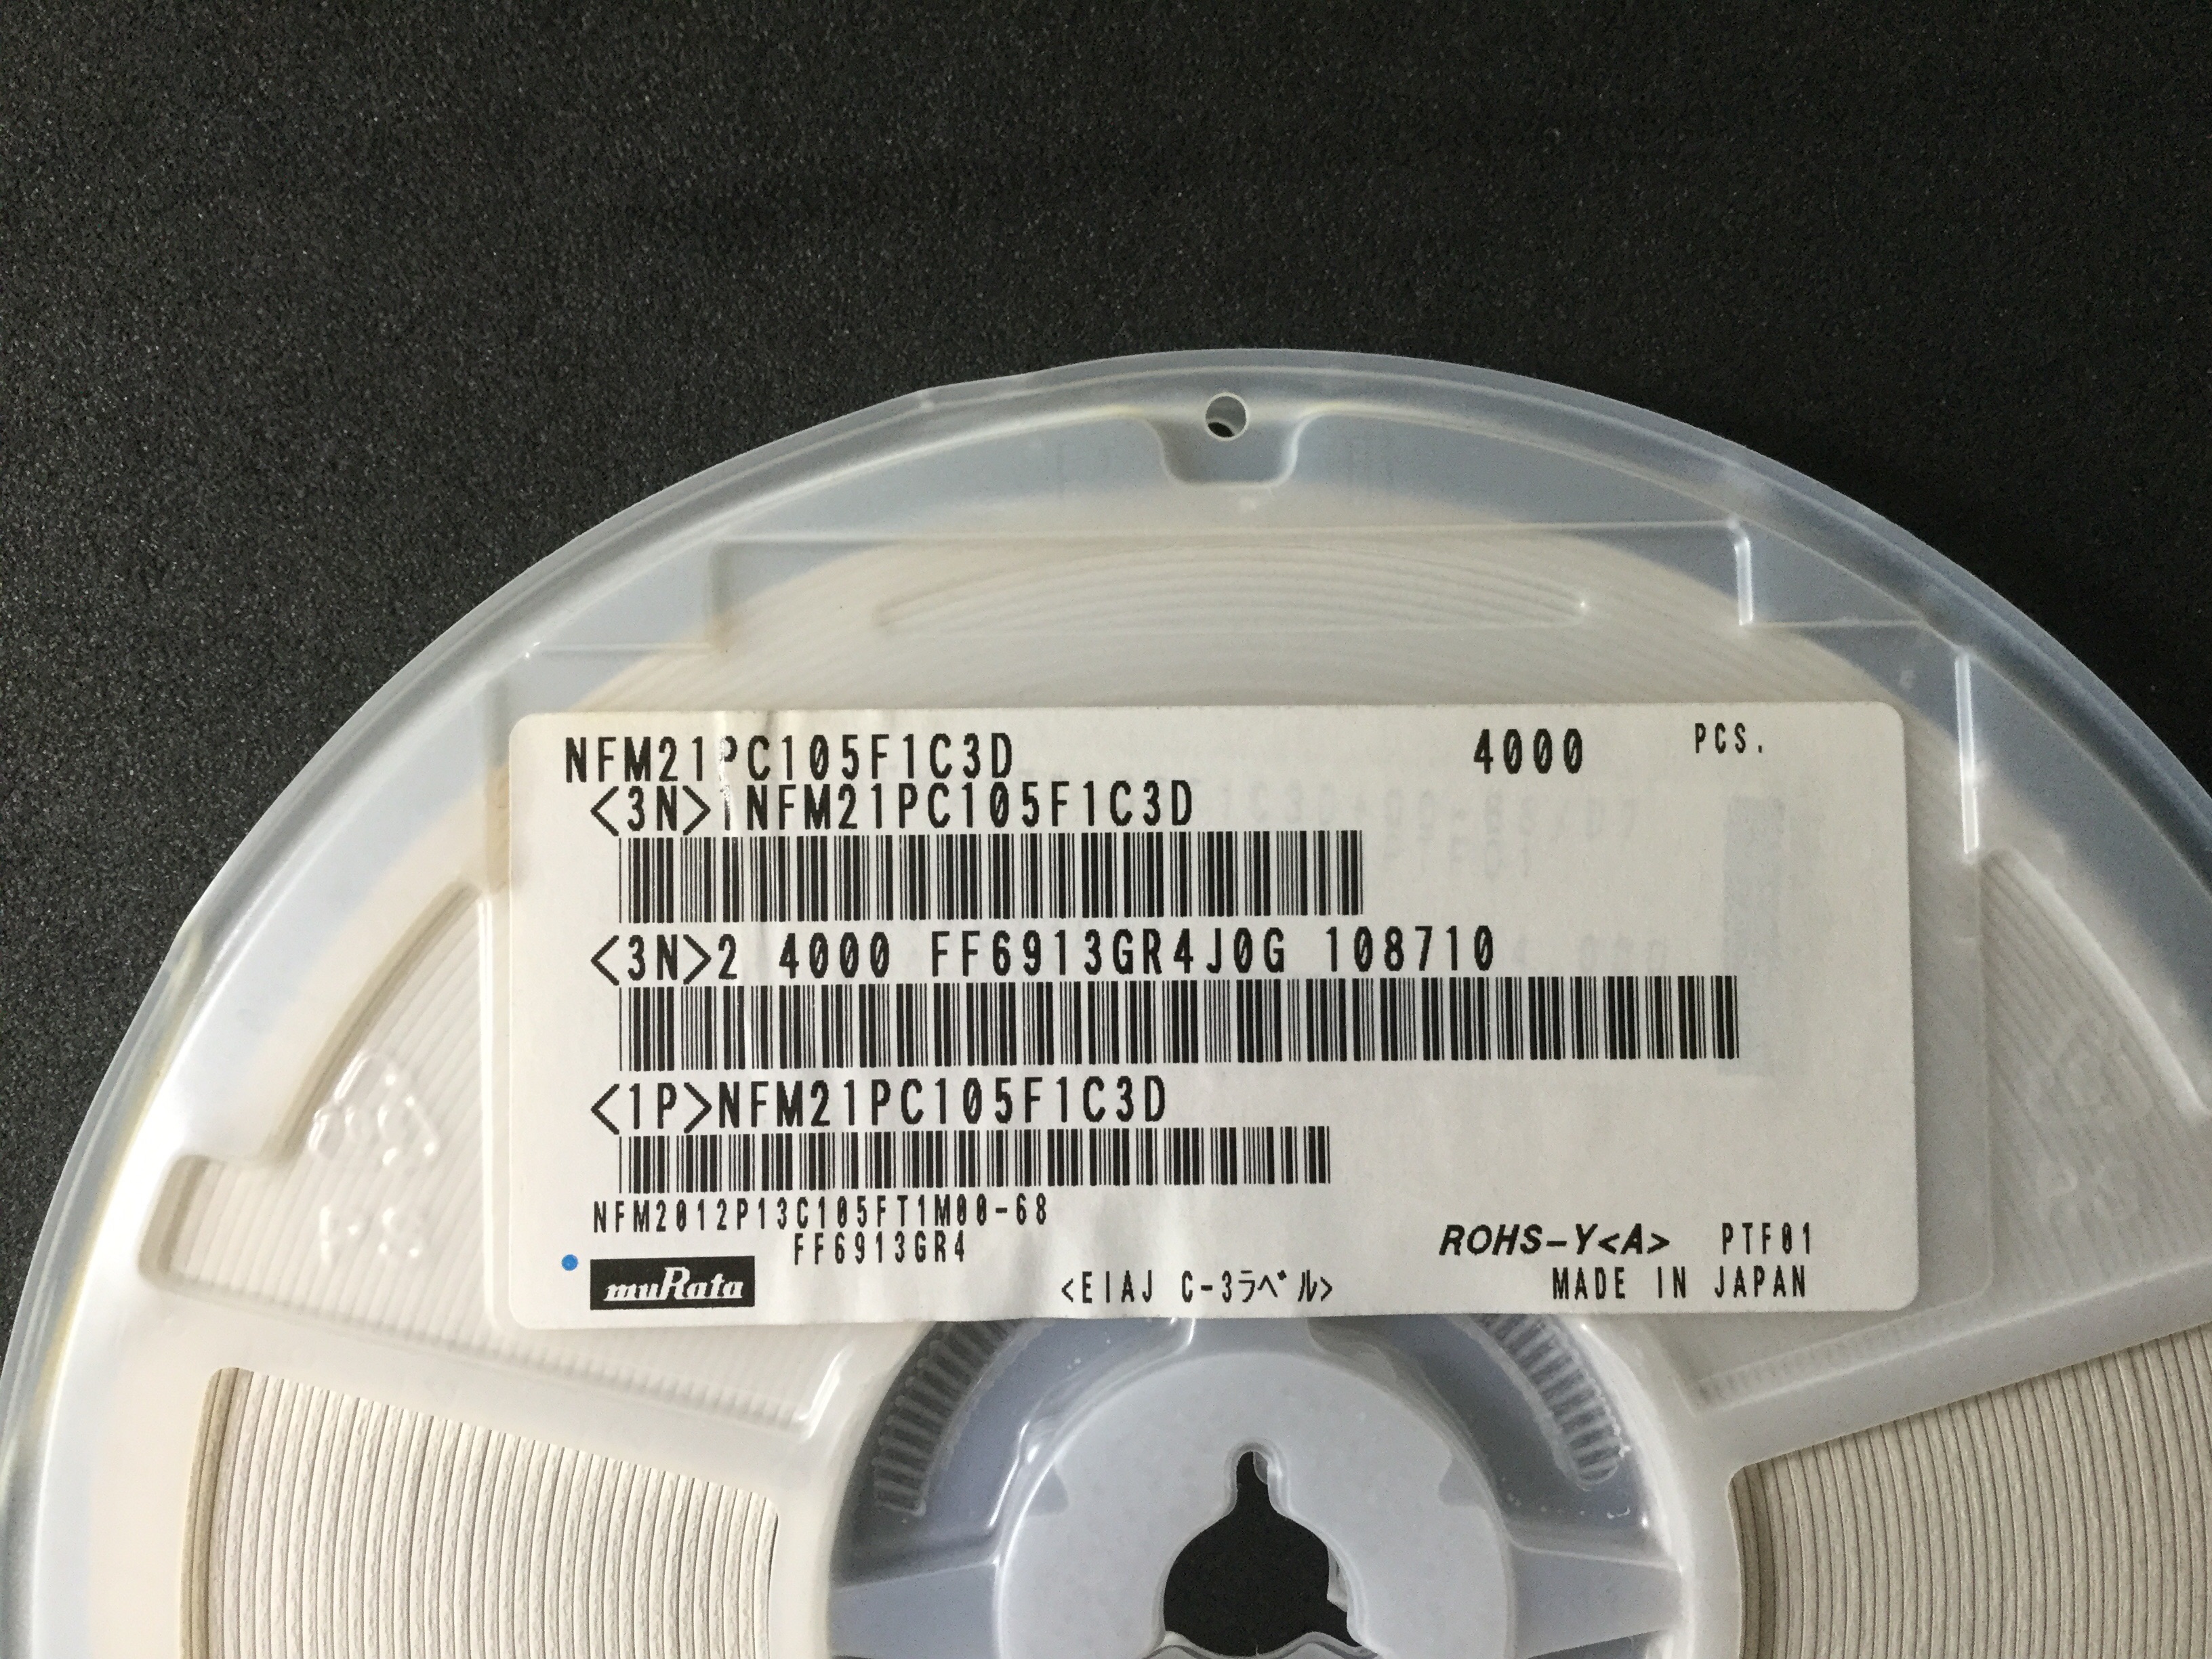 NFM21PC105F1C3D 4000 PCS.
<3N>1NFM21PC105F1C3D
<3N>2 4000 FF6913GR4J0G 108710
<1P>NFM21PC105F1C3D
NFM2012P13C105FT1M00-68
FF6913GR4
ROHS-Y<A> PTF01
muRata <EIAJ C-3ラベル> MADE IN JAPAN